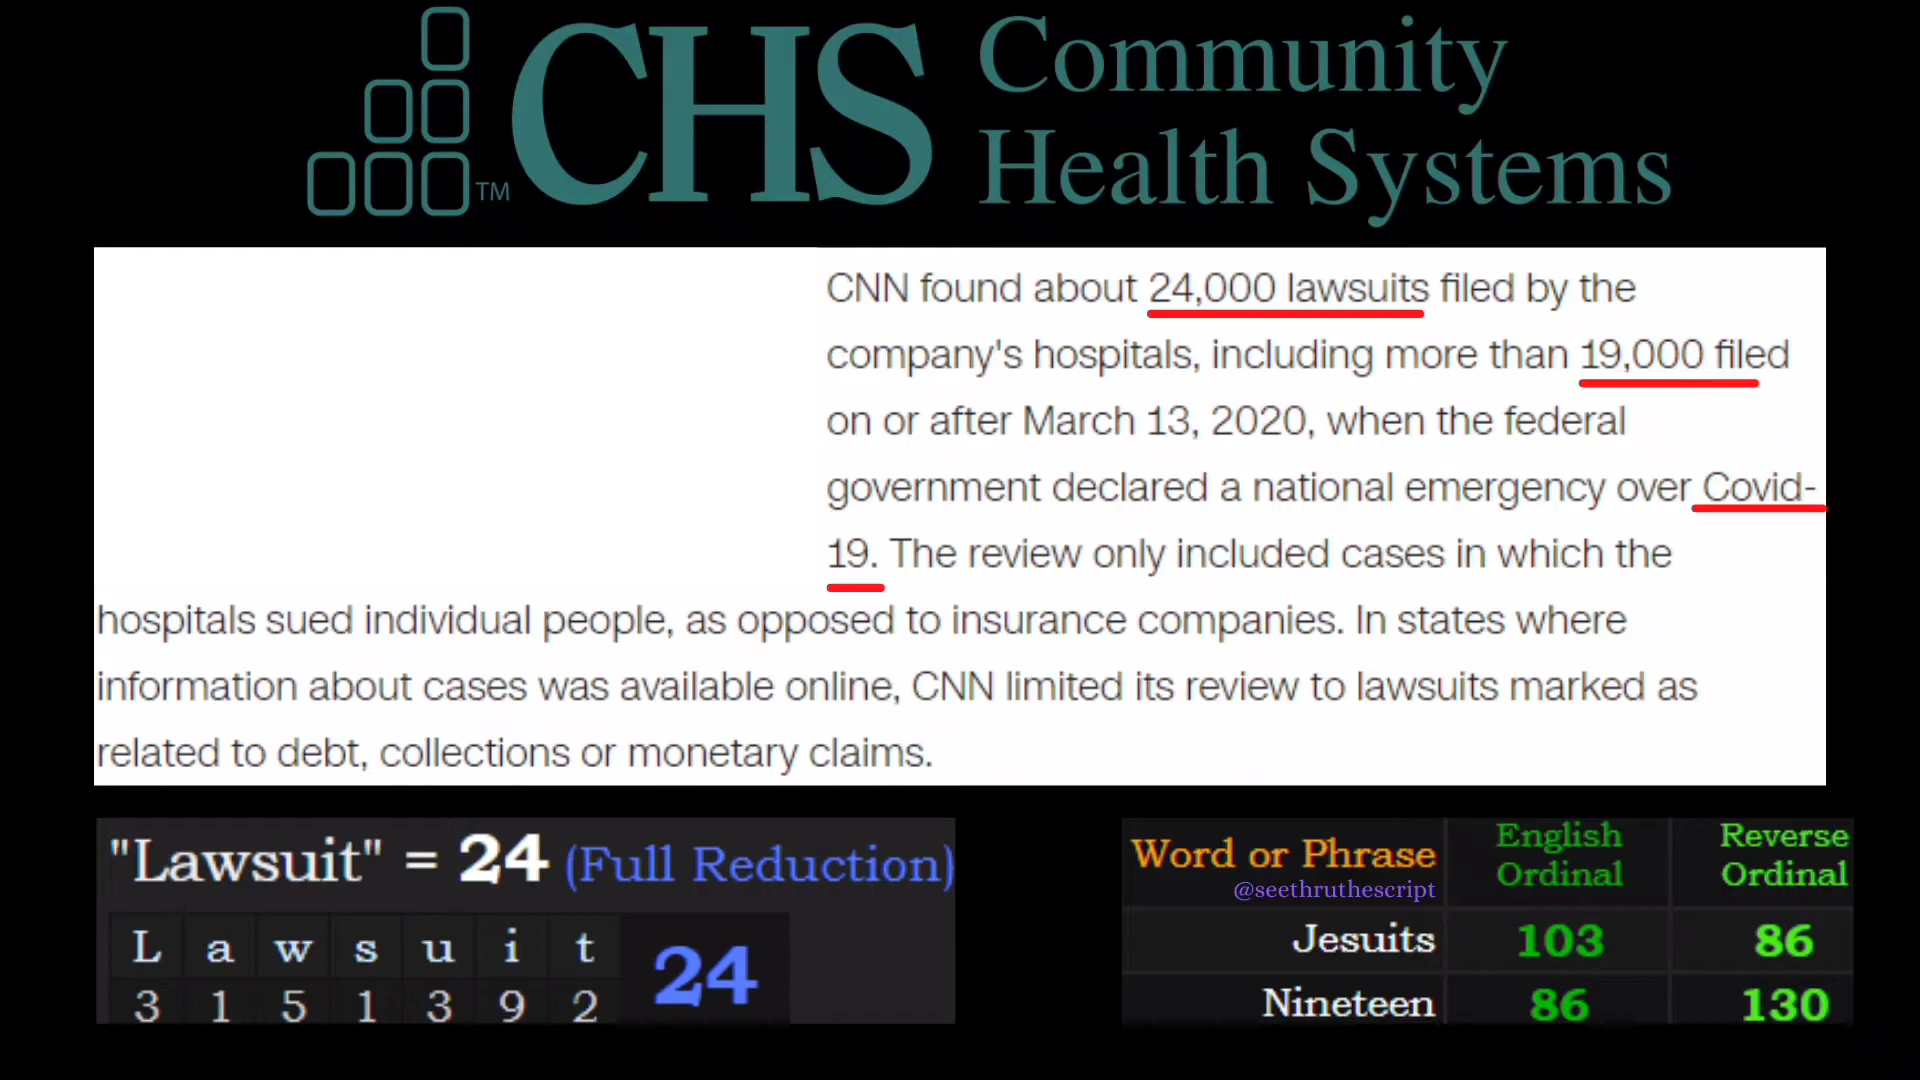 CHS Community
Health Systems
TM
CNN found about 24,000 lawsuits filed by the
company's hospitals, including more than 19,000 filed
on or after March 13, 2020, when the federal
government declared a national emergency over Covid-
19. The review only included cases in which the
hospitals sued individual people, as opposed to insurance companies. In states where
information about cases was available online, CNN limited its review to lawsuits marked as
related to debt, collections or monetary claims.
"Lawsuit" = 24 (Full Reduction)
L a w s u i t 24
3 1 5 1 3 9 2
Word or Phrase English Ordinal Reverse Ordinal
@seethruthescript
Jesuits 103 86
Nineteen 86 130